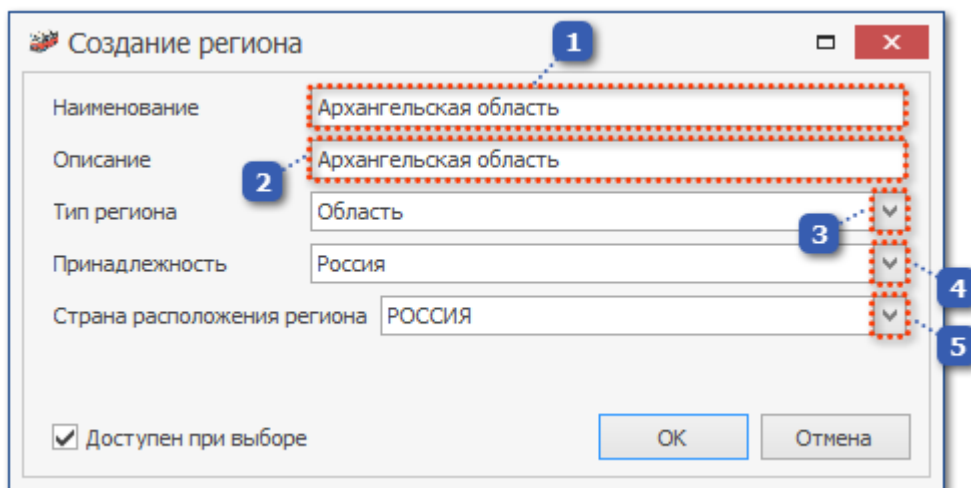 Создание региона
1
Наименование Архангельская область
Описание Архангельская область
2
Тип региона Область
3
Принадлежность Россия
4
Страна расположения региона РОССИЯ
5
Доступен при выборе OK Отмена